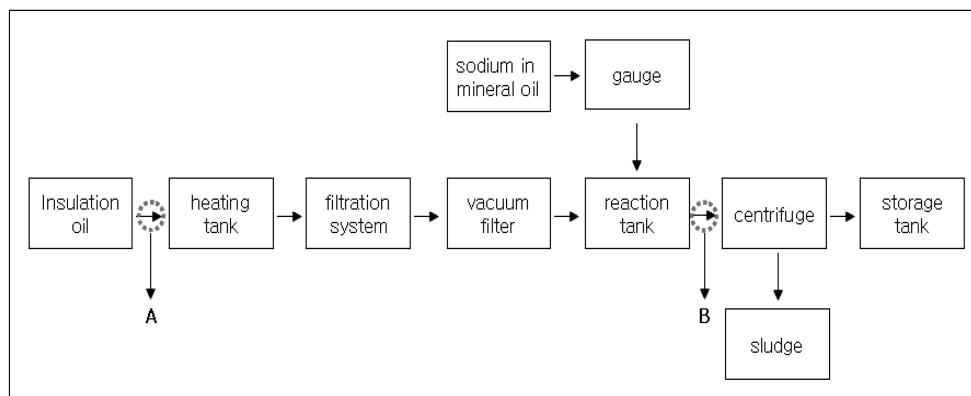 sodium in
mineral oil
gauge
Insulation
oil
heating
tank
filtration
system
vacuum
filter
reaction
tank
centrifuge
storage
tank
A
B
sludge